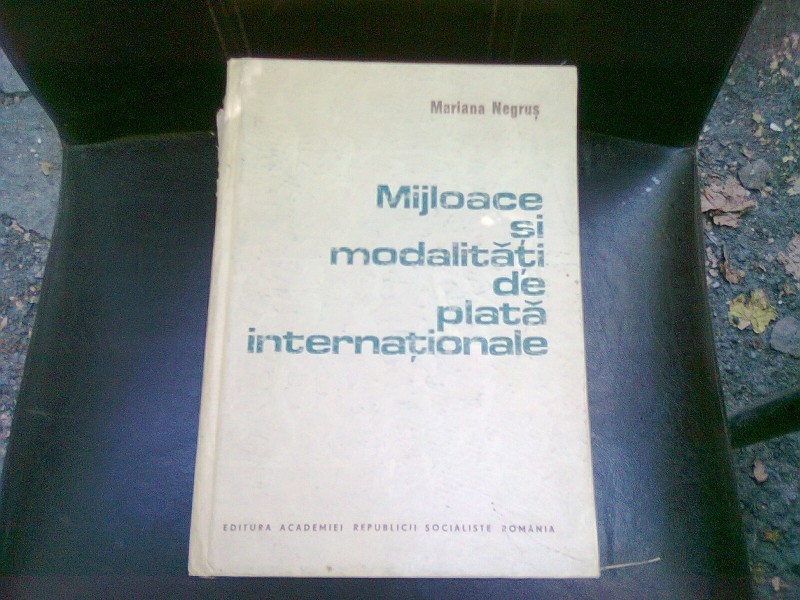 Mariana Negruș
Mijloace
și
modalități
de
plată
internaționale
EDITURA ACADEMIEI REPUBLICII SOCIALISTE ROMÂNIA